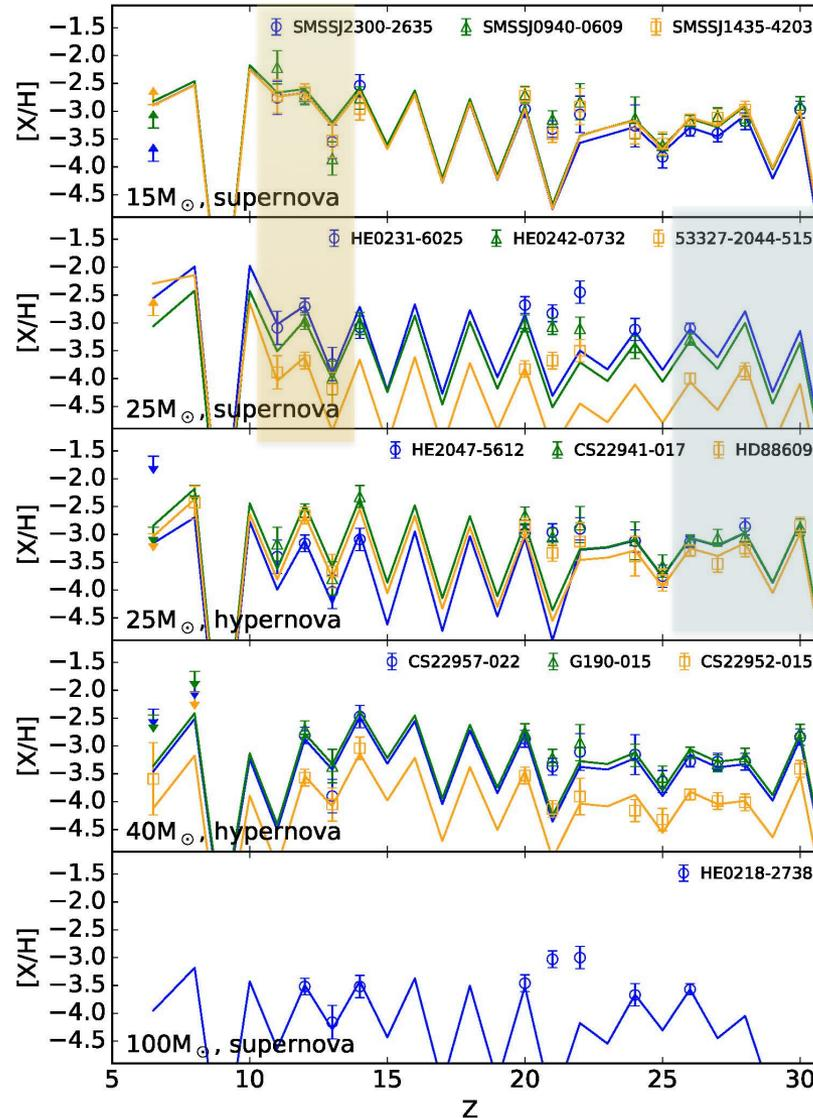 SMSSJ2300-2635 SMSSJ0940-0609 SMSSJ1435-4203
[X/H]
−1.5
−2.0
−2.5
−3.0
−3.5
−4.0
−4.5
15M⊙, supernova
HE0231-6025 HE0242-0732 53327-2044-515
[X/H]
−1.5
−2.0
−2.5
−3.0
−3.5
−4.0
−4.5
25M⊙, supernova
HE2047-5612 CS22941-017 HD88609
[X/H]
−1.5
−2.0
−2.5
−3.0
−3.5
−4.0
−4.5
25M⊙, hypernova
CS22957-022 G190-015 CS22952-015
[X/H]
−1.5
−2.0
−2.5
−3.0
−3.5
−4.0
−4.5
40M⊙, hypernova
HE0218-2738
[X/H]
−1.5
−2.0
−2.5
−3.0
−3.5
−4.0
−4.5
100M⊙, supernova
5 10 15 20 25 30
Z